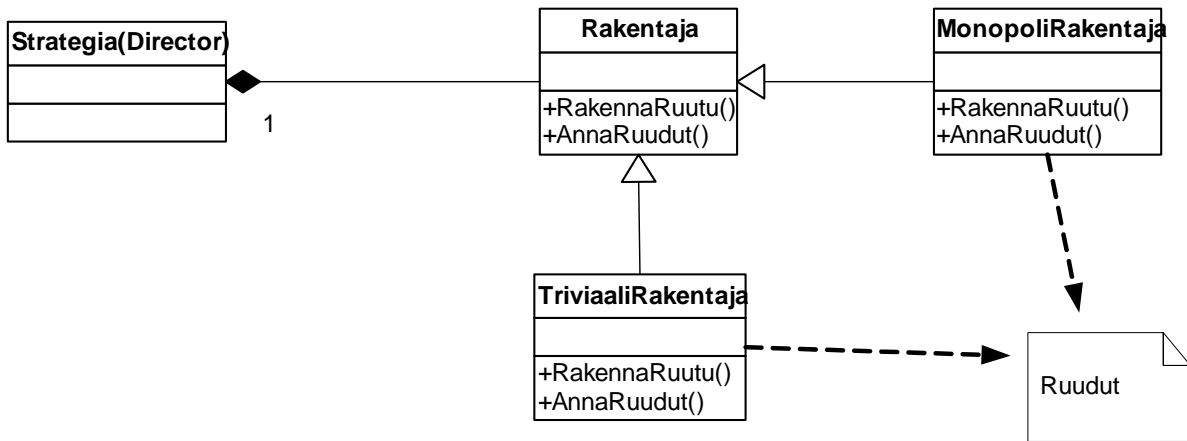 Strategia(Director)
1
Rakentaja
+RakennaRuutu()
+AnnaRuudut()
MonopoliRakentaja
+RakennaRuutu()
+AnnaRuudut()
TriviaaliRakentaja
+RakennaRuutu()
+AnnaRuudut()
Ruudut